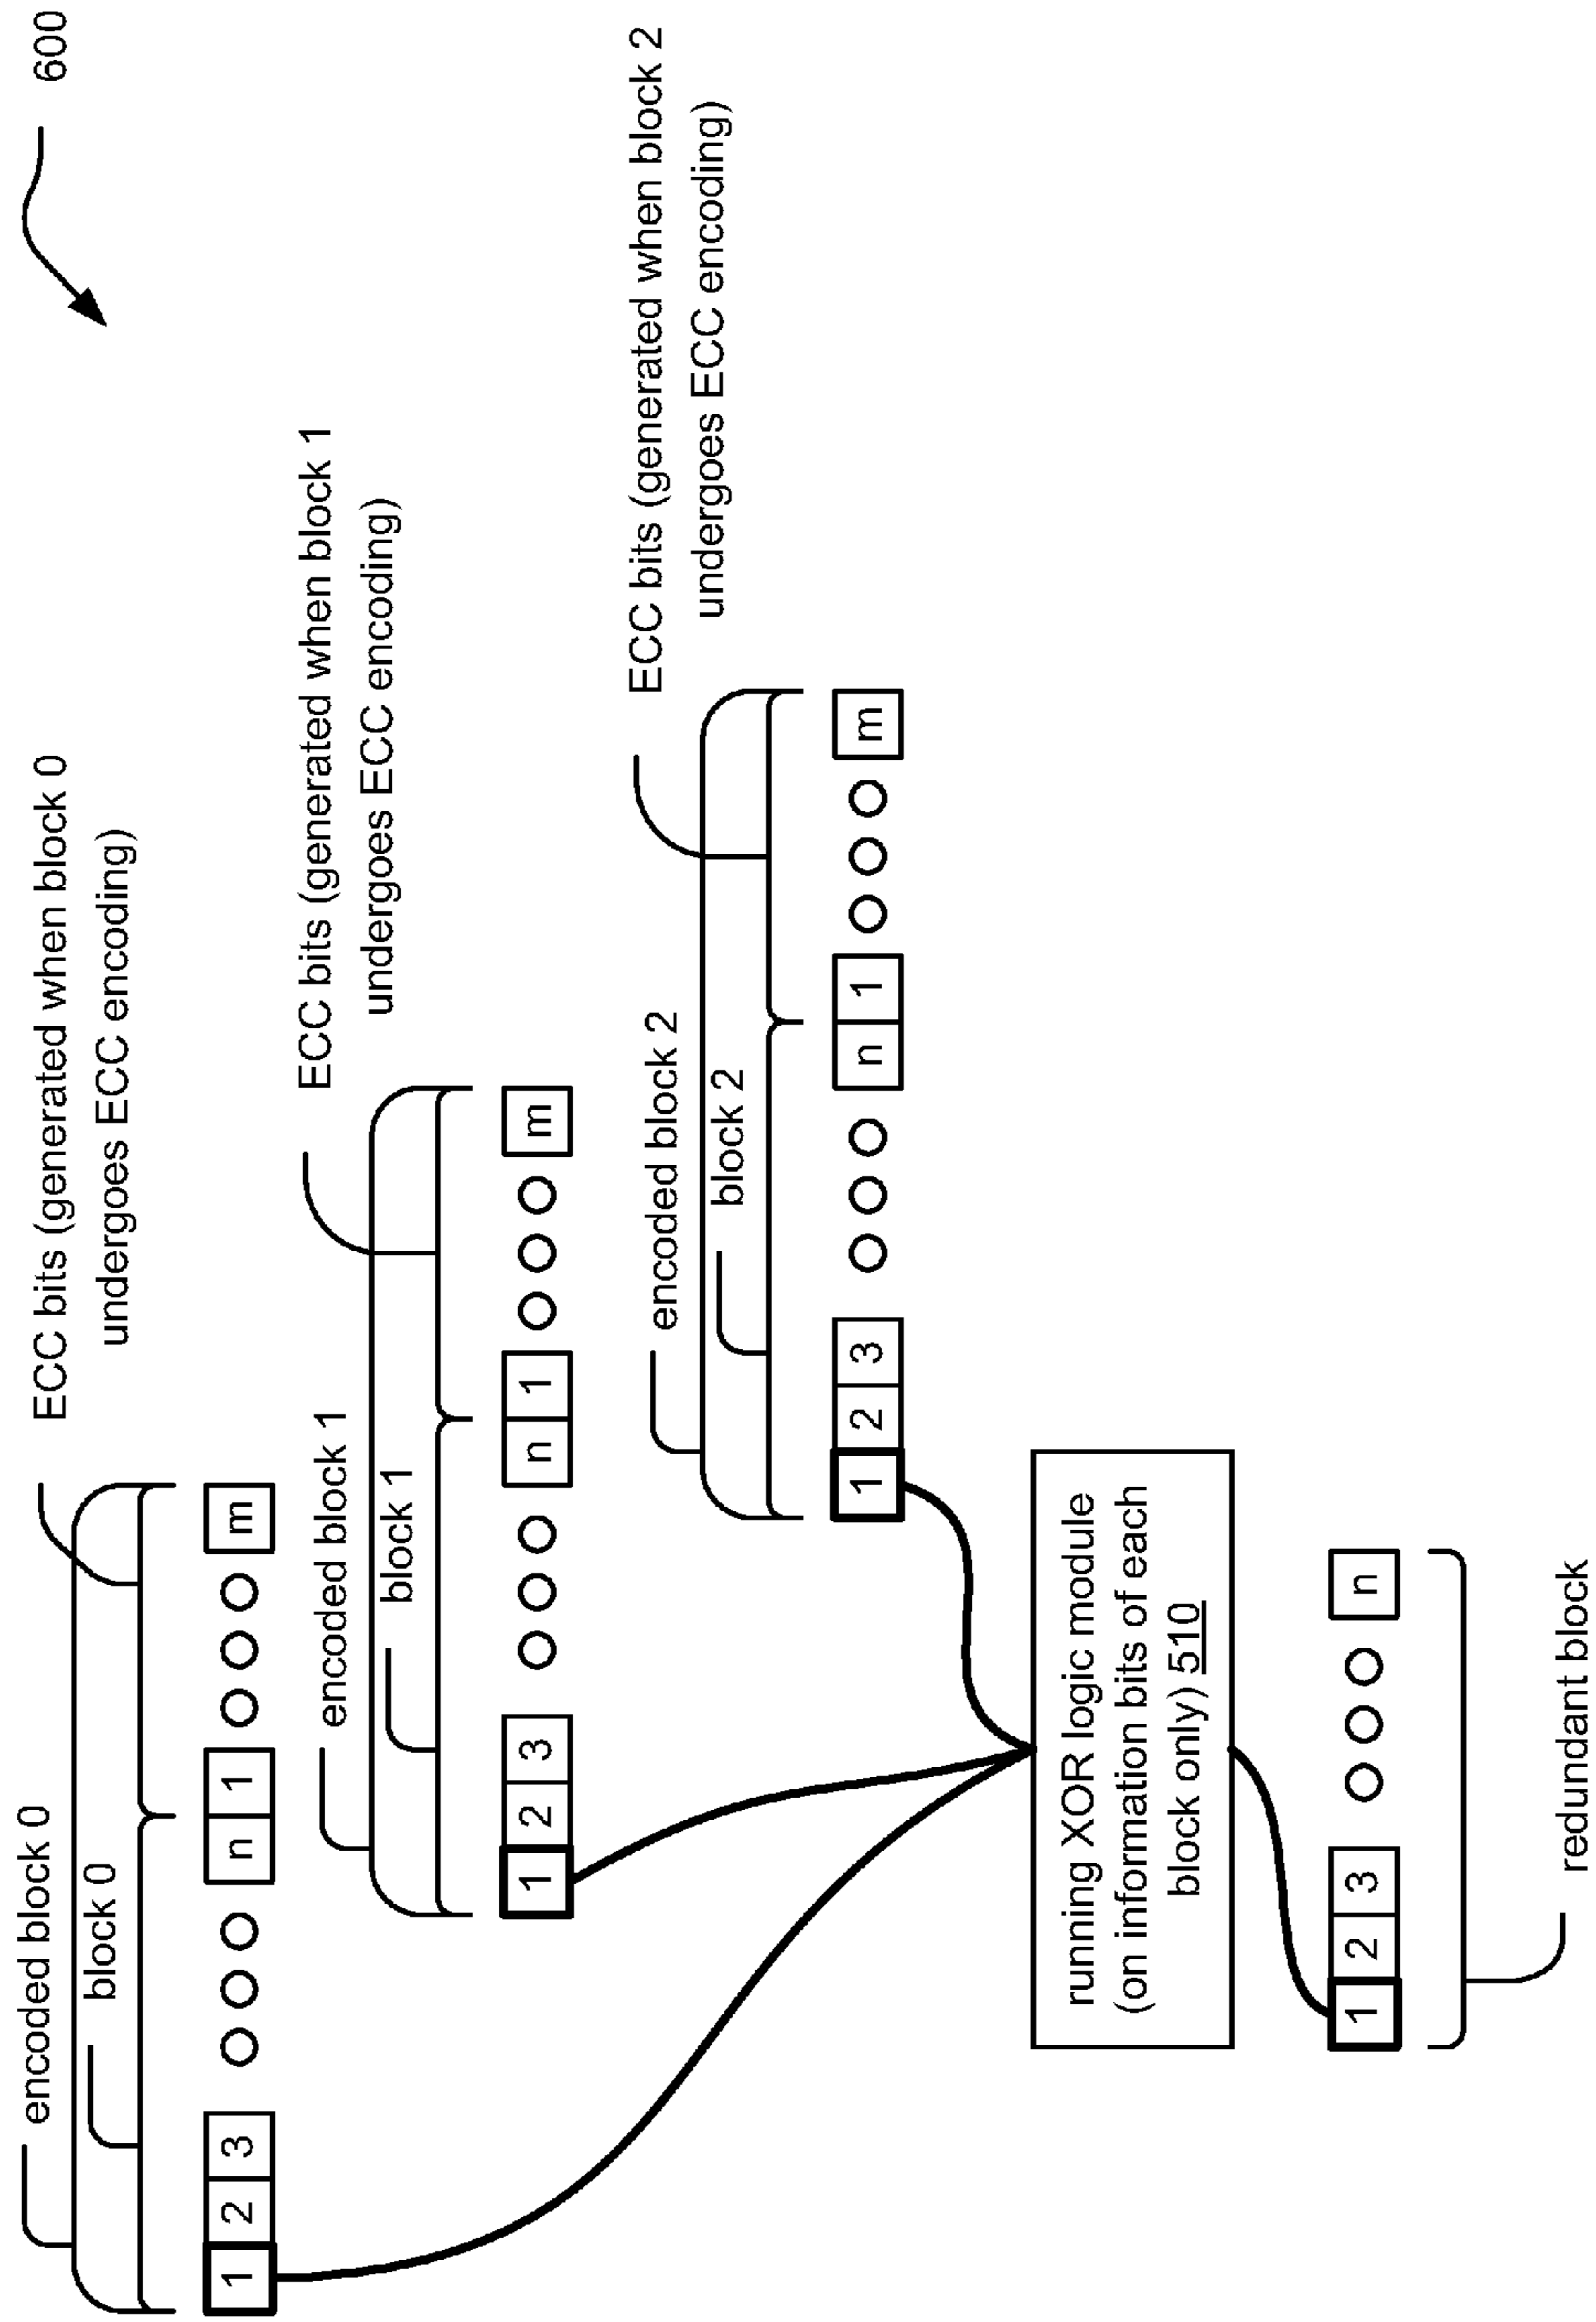 600
ECC bits (generated when block 0
undergoes ECC encoding)
encoded block 0
block 0
1 2 3 n 1 m
ECC bits (generated when block 1
undergoes ECC encoding)
encoded block 1
block 1
1 2 3 n 1 m
ECC bits (generated when block 2
undergoes ECC encoding)
encoded block 2
block 2
1 2 3 n 1 m
running XOR logic module
(on information bits of each
block only) 510
1 2 3 n
redundant block